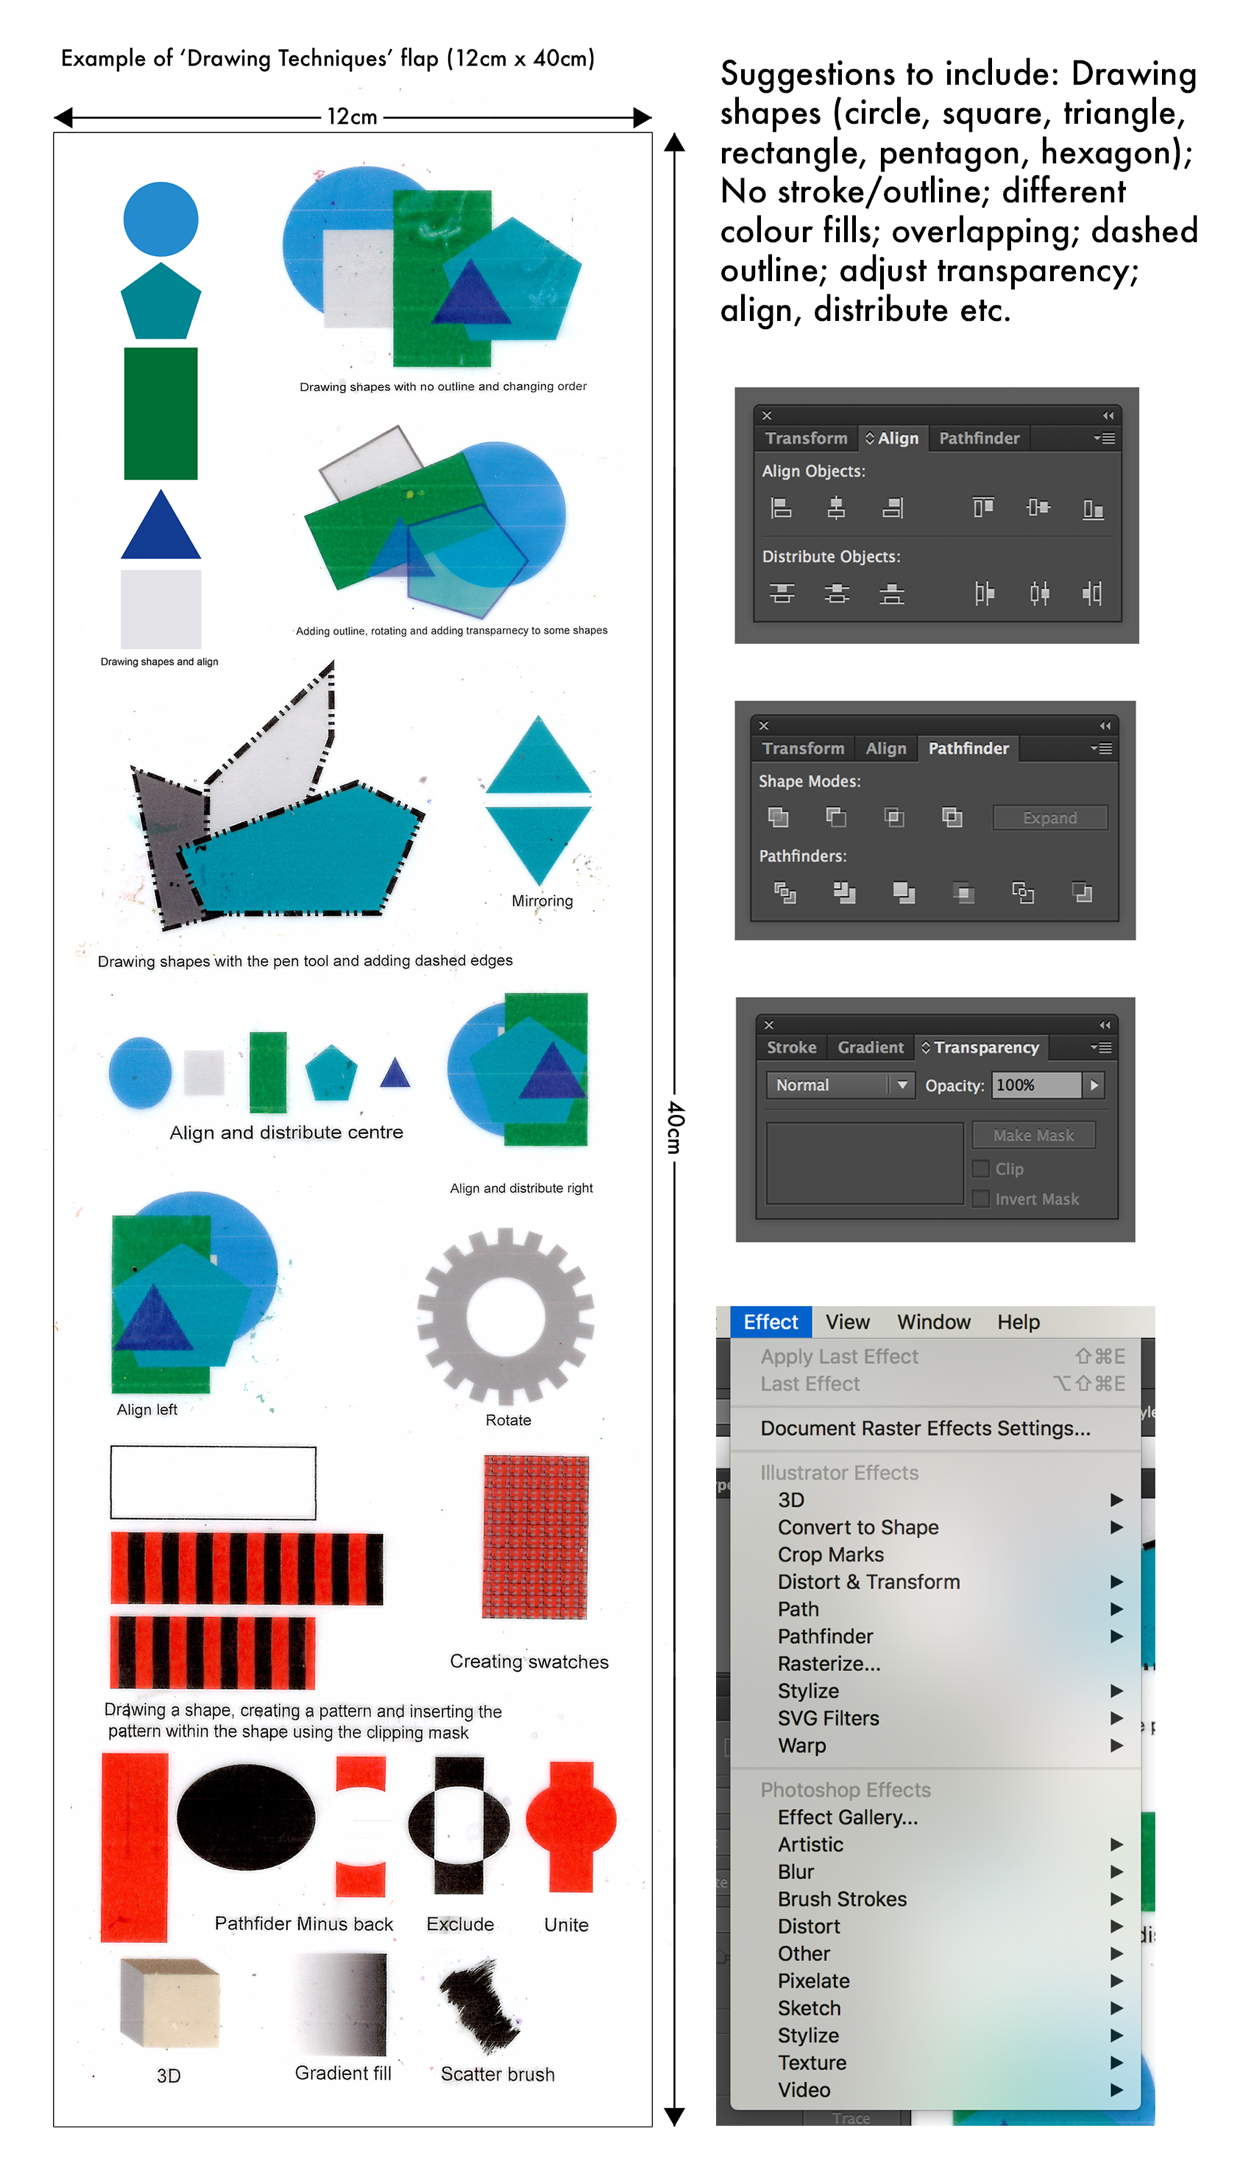 Example of ‘Drawing Techniques’ flap (12cm x 40cm)
12cm
Drawing shapes with no outline and changing order
Adding outline, rotating and adding transparnecy to some shapes
Drawing shapes and align
Mirroring
Drawing shapes with the pen tool and adding dashed edges
Align and distribute centre
Align and distribute right
Align left
Rotate
Creating swatches
Drawing a shape, creating a pattern and inserting the
pattern within the shape using the clipping mask
Pathfider Minus back
Exclude
Unite
3D
Gradient fill
Scatter brush
40cm
Suggestions to include: Drawing
shapes (circle, square, triangle,
rectangle, pentagon, hexagon);
No stroke/outline; different
colour fills; overlapping; dashed
outline; adjust transparency;
align, distribute etc.
Transform Align Pathfinder
Align Objects:
Distribute Objects:
Transform Align Pathfinder
Shape Modes:
Expand
Pathfinders:
Stroke Gradient Transparency
Normal Opacity: 100%
Make Mask
Clip
Invert Mask
Effect View Window Help
Apply Last Effect ⇧⌘E
Last Effect ⌥⇧⌘E
Document Raster Effects Settings...
Illustrator Effects
3D
Convert to Shape
Crop Marks
Distort & Transform
Path
Pathfinder
Rasterize...
Stylize
SVG Filters
Warp
Photoshop Effects
Effect Gallery...
Artistic
Blur
Brush Strokes
Distort
Other
Pixelate
Sketch
Stylize
Texture
Video
Trace